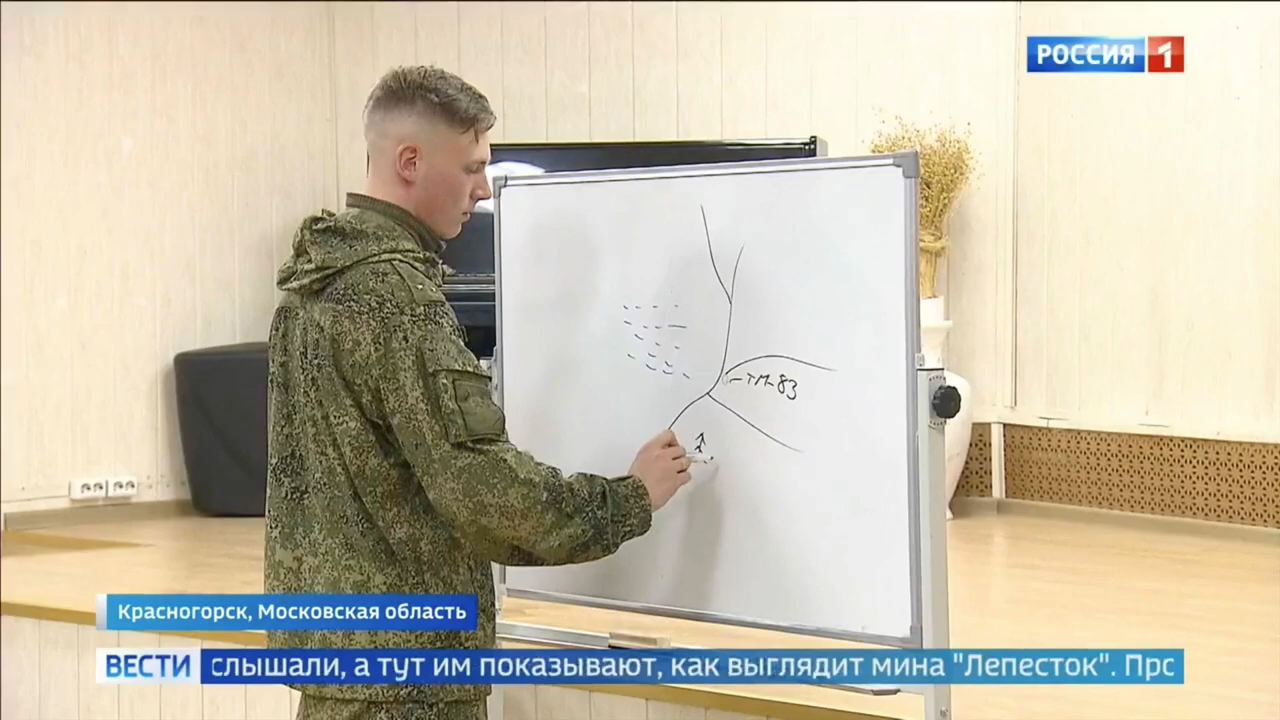 РОССИЯ 1
ТМ-83
Красногорск, Московская область
ВЕСТИ слышали, а тут им показывают, как выглядит мина "Лепесток". Прс